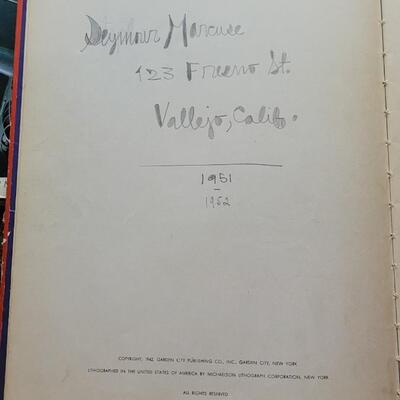 Seymour Marcuse
423 Fresno St.
Vallejo, Calif.
1951
–
1952
COPYRIGHT, 1942, GARDEN CITY PUBLISHING CO., INC., GARDEN CITY, NEW YORK
LITHOGRAPHED IN THE UNITED STATES OF AMERICA BY MICHAELSON LITHOGRAPH CORPORATION, NEW YORK
ALL RIGHTS RESERVED